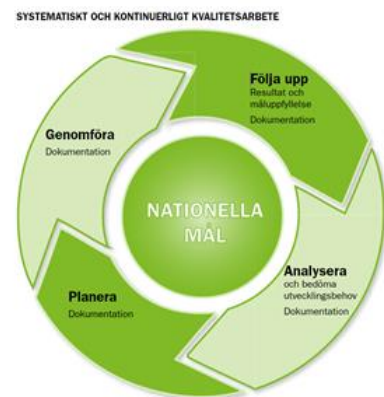 SYSTEMATISKT OCH KONTINUERLIGT KVALITETSARBETE
Följa upp
Resultat och
måluppfyllelse
Dokumentation
Genomföra
Dokumentation
NATIONELLA
MÅL
Analysera
och bedöma
utvecklingsbehov
Dokumentation
Planera
Dokumentation